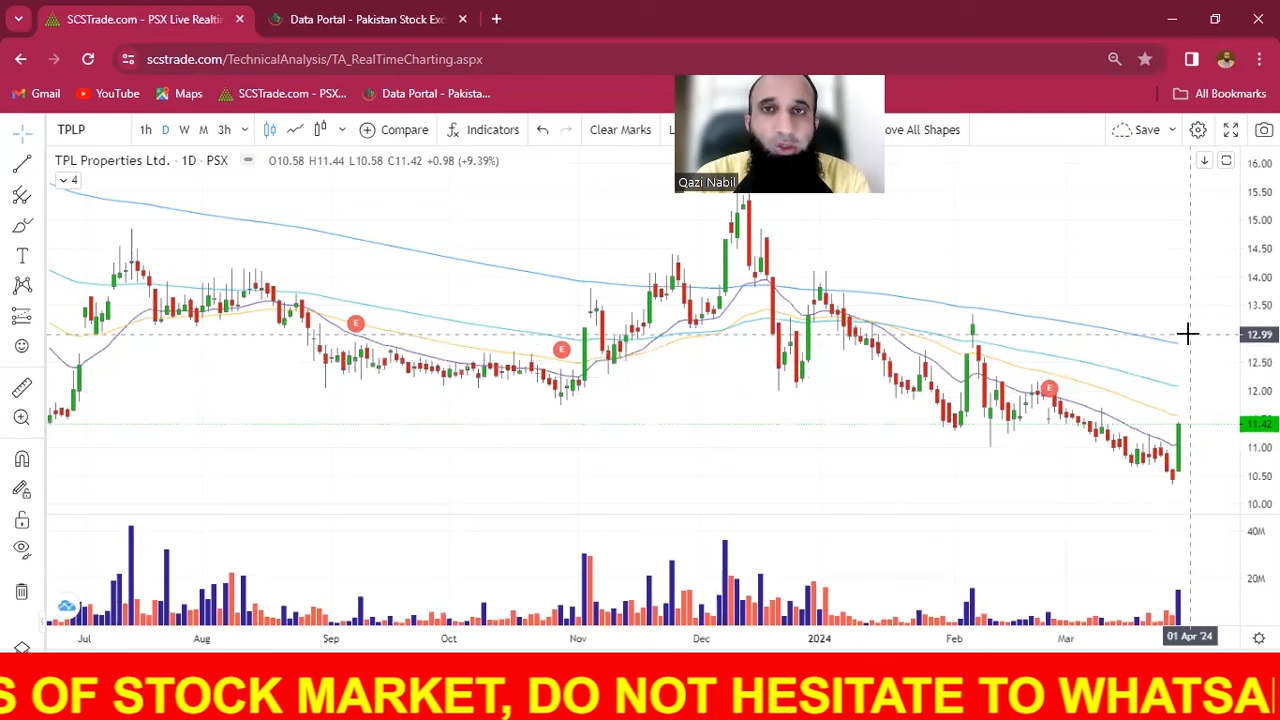 SCSTrade.com - PSX Live Realti
Data Portal - Pakistan Stock Exc
scstrade.com/TechnicalAnalysis/TA_RealTimeCharting.aspx
Gmail
YouTube
Maps
SCSTrade.com - PSX...
Data Portal - Pakista...
All Bookmarks
TPLP
1h D W M 3h
Compare
Indicators
Clear Marks
ove All Shapes
Save
TPL Properties Ltd. · 1D · PSX
O10.58 H11.44 L10.58 C11.42 +0.98 (+9.39%)
4
Qazi Nabil
16.00
15.50
15.00
14.50
14.00
13.50
12.99
12.50
12.00
11.42
11.00
10.50
10.00
40M
20M
E
E
E
Jul Aug Sep Oct Nov Dec 2024 Feb Mar 01 Apr '24
S OF STOCK MARKET, DO NOT HESITATE TO WHATSA